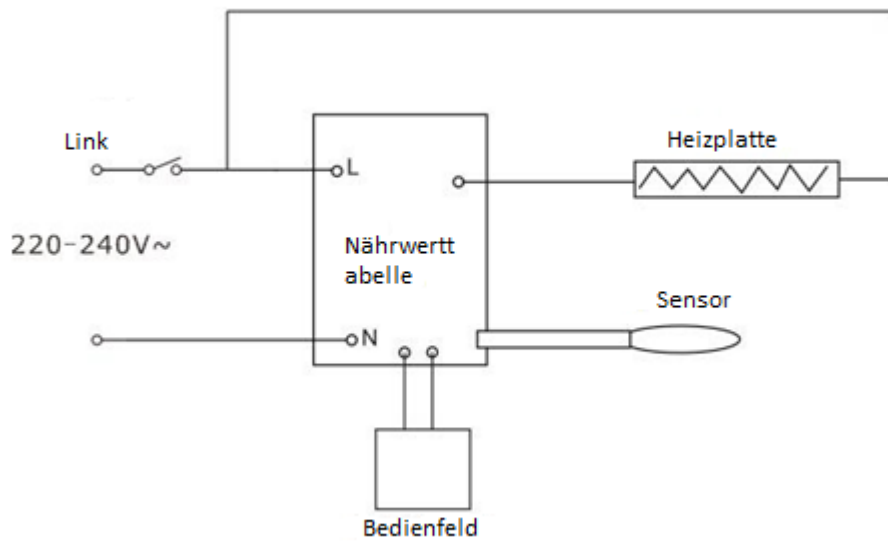 Link
Heizplatte
L
220-240V~
Nährwertt
abelle
Sensor
N
Bedienfeld